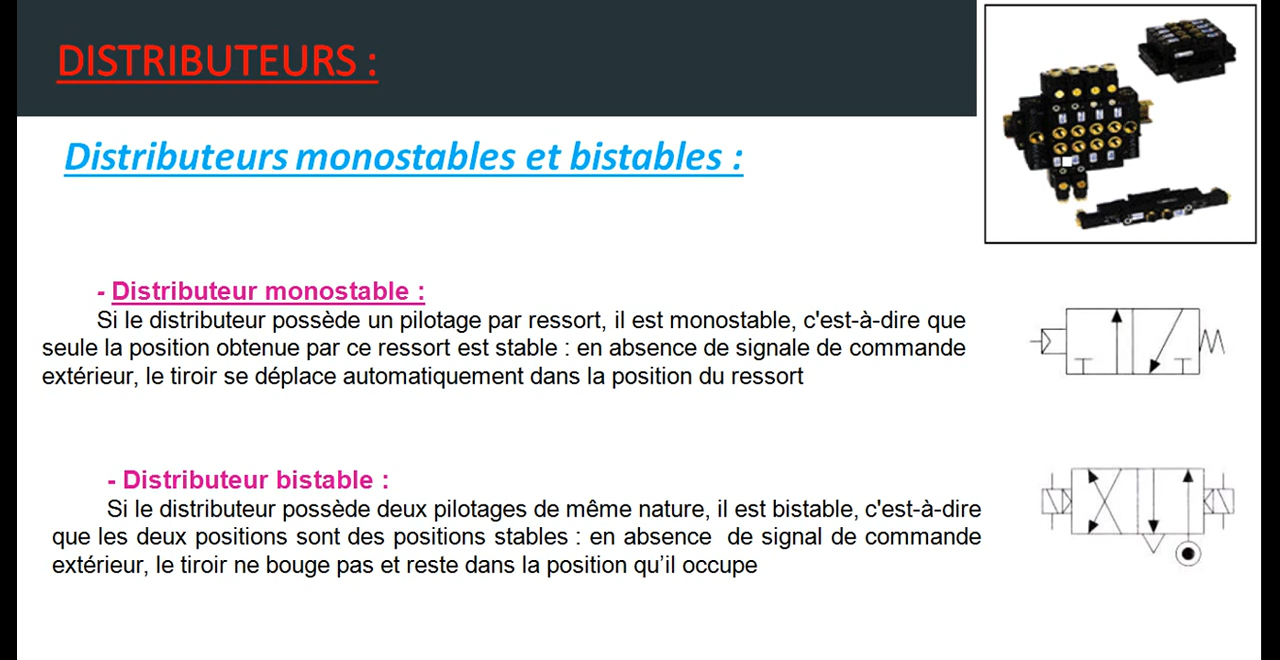 DISTRIBUTEURS :
Distributeurs monostables et bistables :
- Distributeur monostable :
Si le distributeur possède un pilotage par ressort, il est monostable, c'est-à-dire que
seule la position obtenue par ce ressort est stable : en absence de signale de commande
extérieur, le tiroir se déplace automatiquement dans la position du ressort
- Distributeur bistable :
Si le distributeur possède deux pilotages de même nature, il est bistable, c'est-à-dire
que les deux positions sont des positions stables : en absence de signal de commande
extérieur, le tiroir ne bouge pas et reste dans la position qu’il occupe